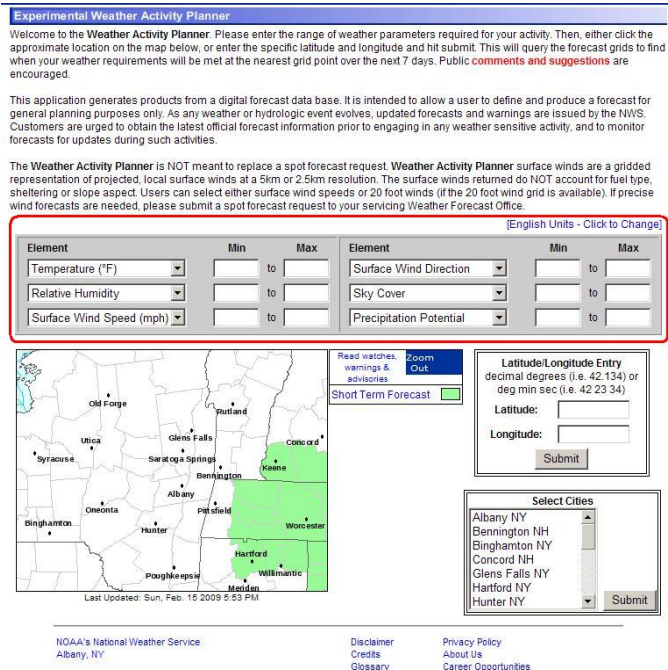 Experimental Weather Activity Planner
Welcome to the Weather Activity Planner. Please enter the range of weather parameters required for your activity. Then, either click the
approximate location on the map below, or enter the specific latitude and longitude and hit submit. This will query the forecast grids to find
when your weather requirements will be met at the nearest grid point over the next 7 days. Public comments and suggestions are
encouraged.
This application generates products from a digital forecast data base. It is intended to allow a user to define and produce a forecast for
general planning purposes only. As any weather or hydrologic event evolves, updated forecasts and warnings are issued by the NWS.
Customers are urged to obtain the latest official forecast information prior to engaging in any weather sensitive activity, and to monitor
forecasts for updates during such activities.
The Weather Activity Planner is NOT meant to replace a spot forecast request. Weather Activity Planner surface winds are a gridded
representation of projected, local surface winds at a 5km or 2.5km resolution. The surface winds returned do NOT account for fuel type,
sheltering or slope aspect. Users can select either surface wind speeds or 20 foot winds (if the 20 foot wind grid is available). If precise
wind forecasts are needed, please submit a spot forecast request to your servicing Weather Forecast Office.
[English Units - Click to Change]
Element Min Max Element Min Max
Temperature (°F) to Surface Wind Direction to
Relative Humidity to Sky Cover to
Surface Wind Speed (mph) to Precipitation Potential to
Read watches, warnings & advisories
Zoom Out
Short Term Forecast
Old Forge
Rutland
Utica
Glens Falls
Concord
Syracuse
Saratoga Springs
Keene
Bennington
Albany
Oneonta
Pittsfield
Binghamton
Hunter
Worcester
Hartford
Poughkeepsie
Willimantic
Meriden
Last Updated: Sun, Feb. 15 2009 5:53 PM
Latitude/Longitude Entry
decimal degrees (i.e. 42.134) or
deg min sec (i.e. 42 23 34)
Latitude:
Longitude:
Submit
Select Cities
Albany NY
Bennington NH
Binghamton NY
Concord NH
Glens Falls NY
Hartford NY
Hunter NY
Submit
NOAA's National Weather Service
Albany, NY
Disclaimer
Credits
Glossary
Privacy Policy
About Us
Career Opportunities